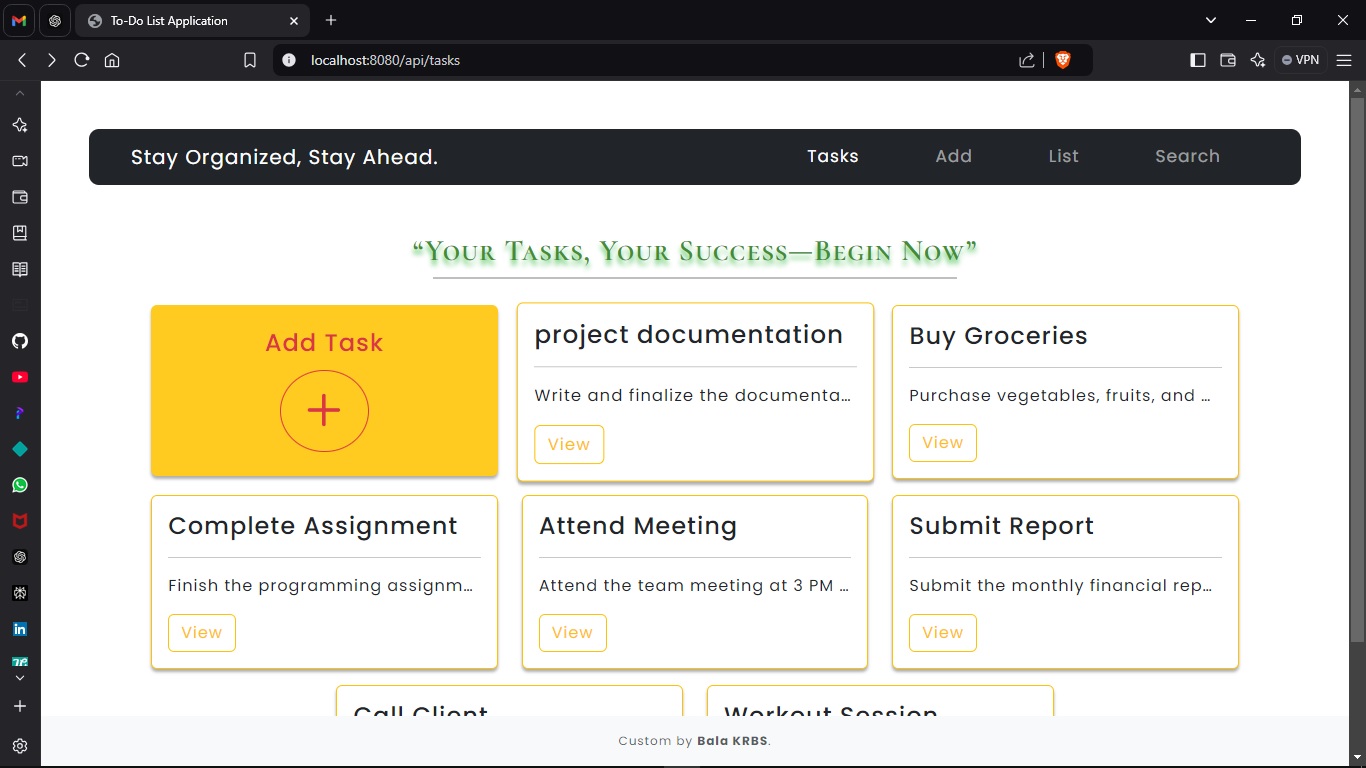 To-Do List Application
localhost:8080/api/tasks
VPN
Stay Organized, Stay Ahead.
Tasks
Add
List
Search
“Your Tasks, Your Success—Begin Now”
Add Task
project documentation
Write and finalize the documenta...
View
Buy Groceries
Purchase vegetables, fruits, and ...
View
Complete Assignment
Finish the programming assignm...
View
Attend Meeting
Attend the team meeting at 3 PM ...
View
Submit Report
Submit the monthly financial rep...
View
Call Client
Workout Session
Custom by Bala KRBS.